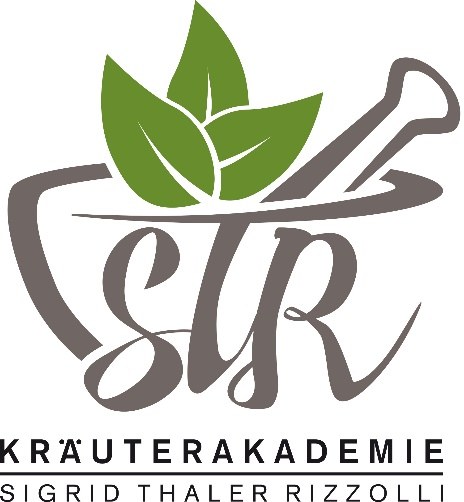 STR
KRÄUTERAKADEMIE
SIGRID THALER RIZZOLLI